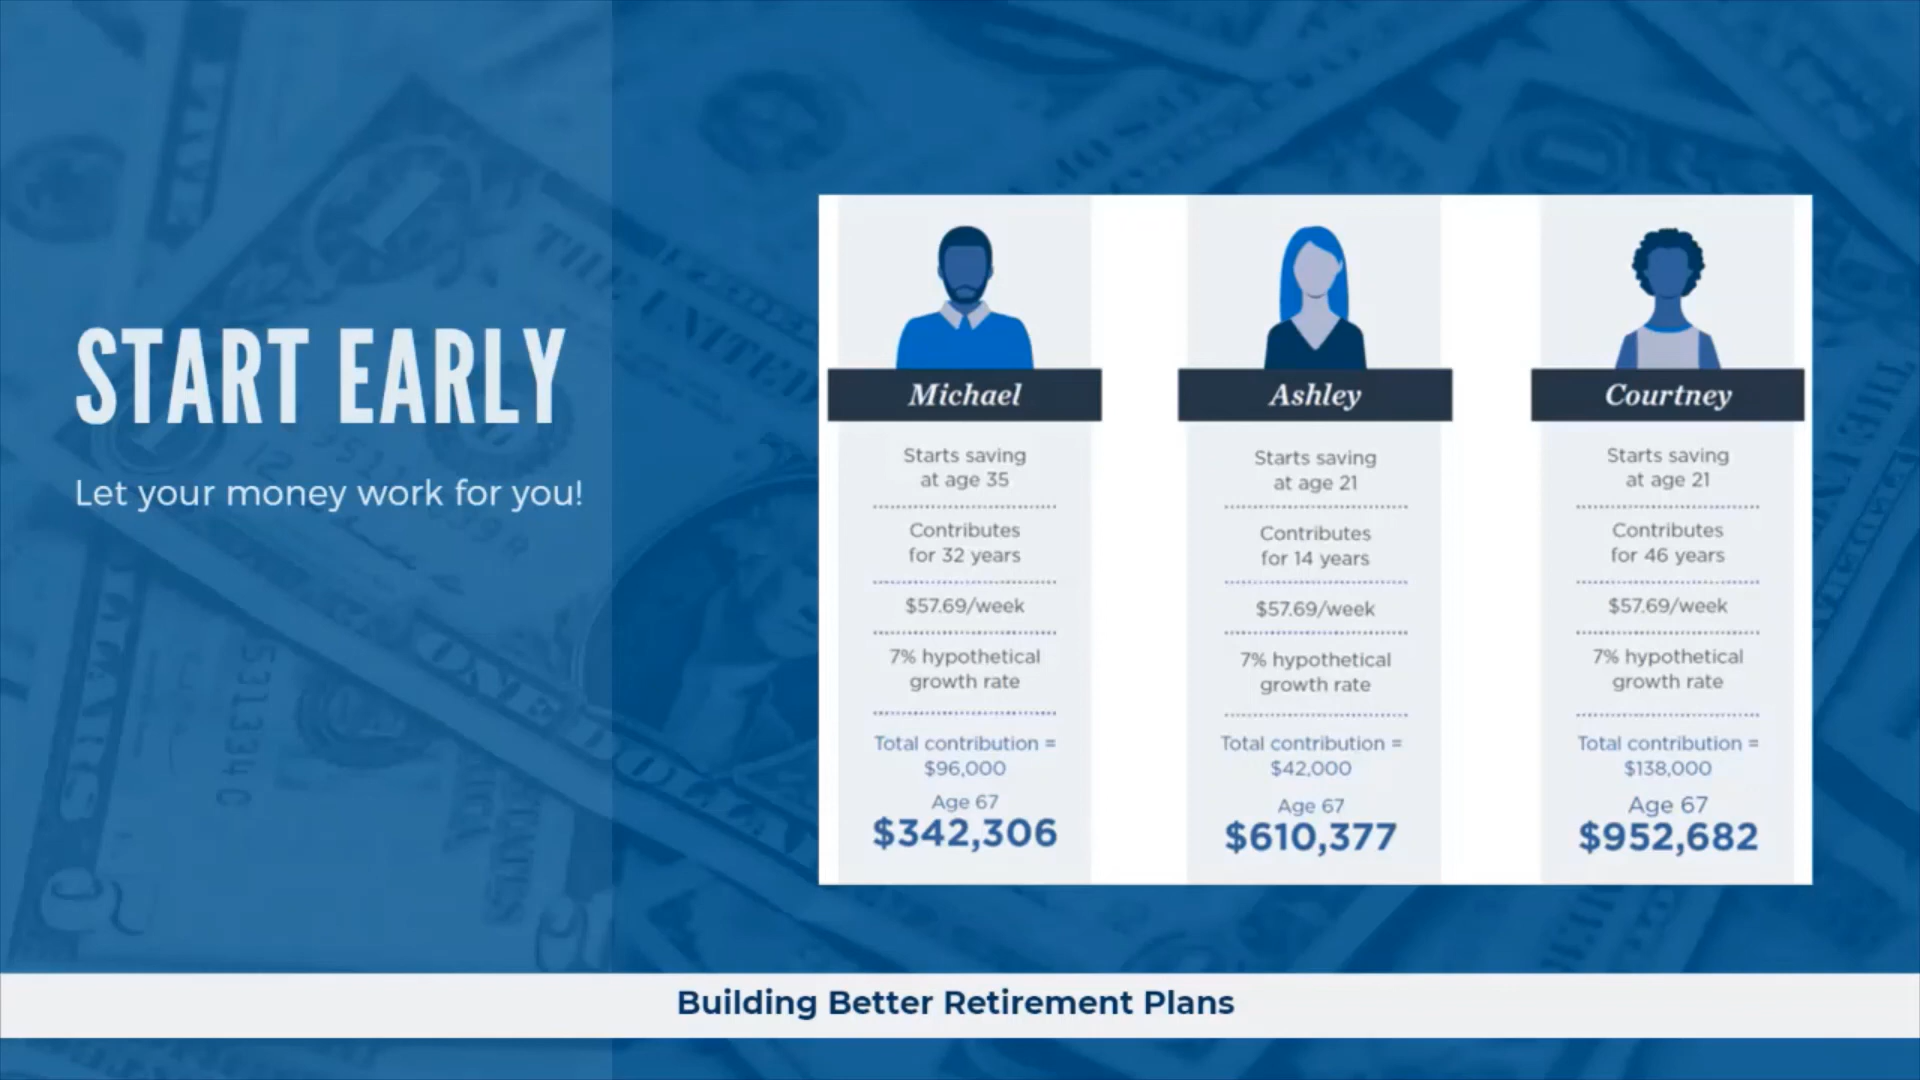 START EARLY
Let your money work for you!
Michael
Starts saving
at age 35
Contributes
for 32 years
$57.69/week
7% hypothetical
growth rate
Total contribution =
$96,000
Age 67
$342,306
Ashley
Starts saving
at age 21
Contributes
for 14 years
$57.69/week
7% hypothetical
growth rate
Total contribution =
$42,000
Age 67
$610,377
Courtney
Starts saving
at age 21
Contributes
for 46 years
$57.69/week
7% hypothetical
growth rate
Total contribution =
$138,000
Age 67
$952,682
Building Better Retirement Plans